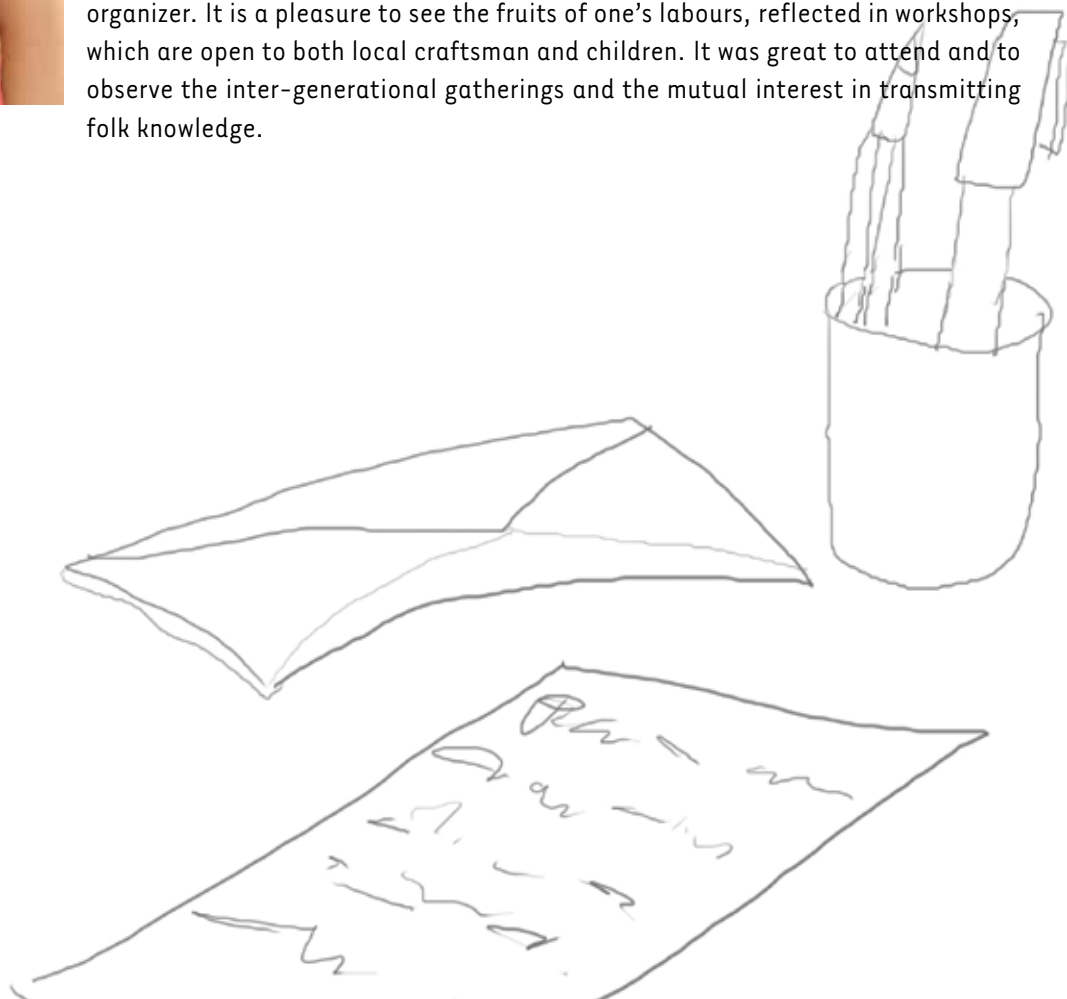 organizer. It is a pleasure to see the fruits of one's labours, reflected in workshops,
which are open to both local craftsman and children. It was great to attend and to
observe the inter-generational gatherings and the mutual interest in transmitting
folk knowledge.